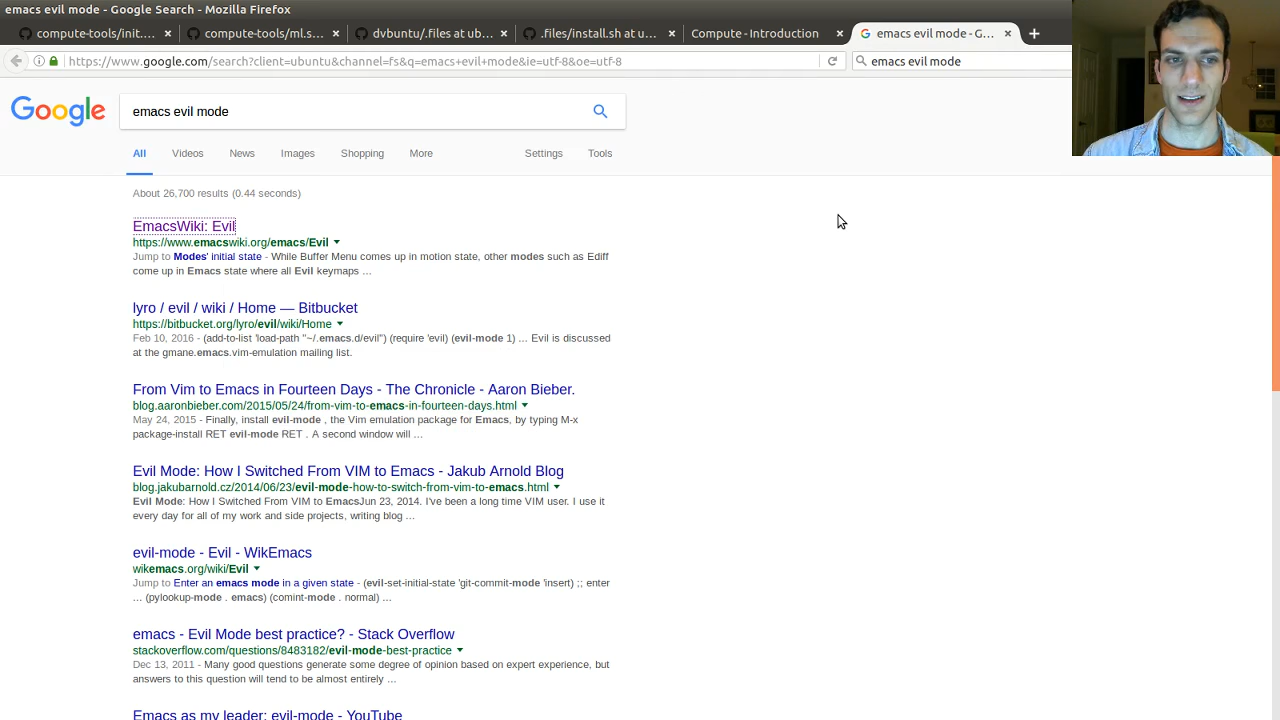 emacs evil mode - Google Search - Mozilla Firefox
compute-tools/init.... × compute-tools/ml.s... × dvbuntu/.files at ub... × .files/install.sh at u... × Compute - Introduction × emacs evil mode - G... ×
https://www.google.com/search?client=ubuntu&channel=fs&q=emacs+evil+mode&ie=utf-8&oe=utf-8 emacs evil mode
Google emacs evil mode
All Videos News Images Shopping More Settings Tools
About 26,700 results (0.44 seconds)
EmacsWiki: Evil
https://www.emacswiki.org/emacs/Evil
Jump to Modes' initial state - While Buffer Menu comes up in motion state, other modes such as Ediff
come up in Emacs state where all Evil keymaps ...
lyro / evil / wiki / Home — Bitbucket
https://bitbucket.org/lyro/evil/wiki/Home
Feb 10, 2016 - (add-to-list 'load-path "~/.emacs.d/evil") (require 'evil) (evil-mode 1) ... Evil is discussed
at the gmane.emacs.vim-emulation mailing list.
From Vim to Emacs in Fourteen Days - The Chronicle - Aaron Bieber.
blog.aaronbieber.com/2015/05/24/from-vim-to-emacs-in-fourteen-days.html
May 24, 2015 - Finally, install evil-mode , the Vim emulation package for Emacs, by typing M-x
package-install RET evil-mode RET . A second window will ...
Evil Mode: How I Switched From VIM to Emacs - Jakub Arnold Blog
blog.jakubarnold.cz/2014/06/23/evil-mode-how-to-switch-from-vim-to-emacs.html
Evil Mode: How I Switched From VIM to EmacsJun 23, 2014. I've been a long time VIM user. I use it
every day for all of my work and side projects, writing blog ...
evil-mode - Evil - WikEmacs
wikemacs.org/wiki/Evil
Jump to Enter an emacs mode in a given state - (evil-set-initial-state 'git-commit-mode 'insert) ;; enter
... (pylookup-mode . emacs) (comint-mode . normal) ...
emacs - Evil Mode best practice? - Stack Overflow
stackoverflow.com/questions/8483182/evil-mode-best-practice
Dec 13, 2011 - Many good questions generate some degree of opinion based on expert experience, but
answers to this question will tend to be almost entirely ...
Emacs as my leader: evil-mode - YouTube